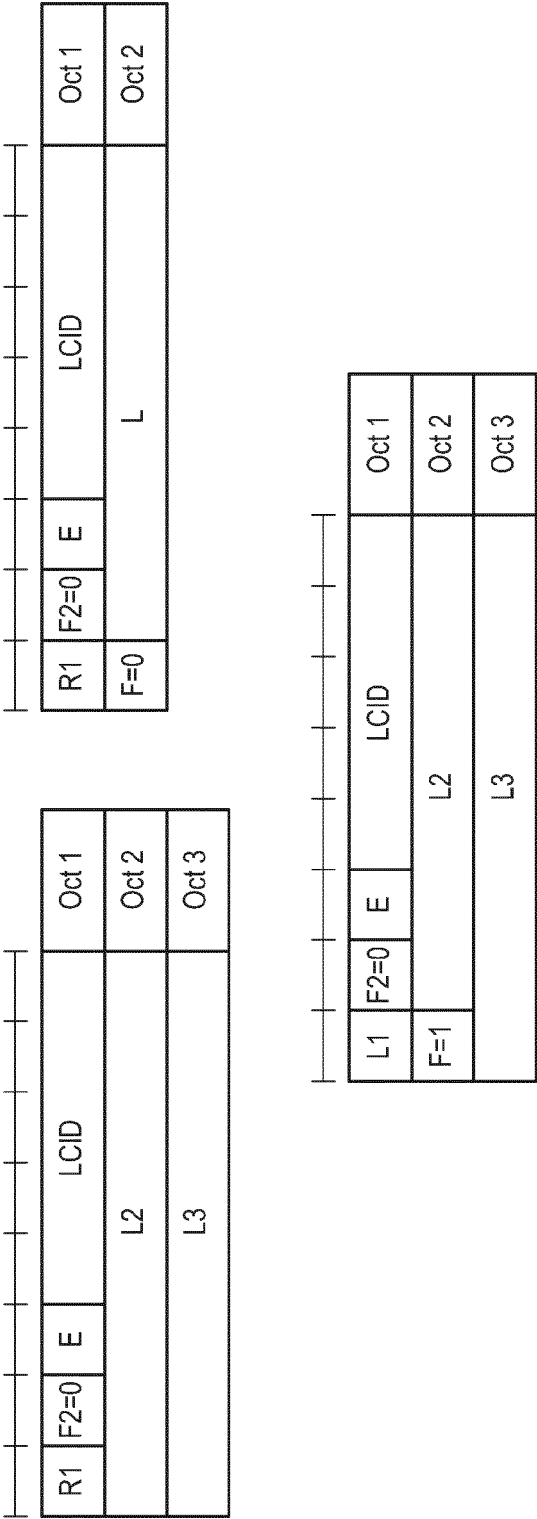 R1 F2=0 E LCID Oct 1
L2 Oct 2
L3 Oct 3
R1 F2=0 E LCID Oct 1
F=0 L Oct 2
L1 F2=0 E LCID Oct 1
F=1 L2 Oct 2
L3 Oct 3